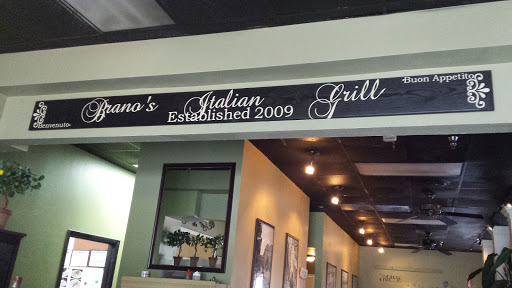 Brano's Italian Grill
Established 2009
Benvenuto
Buon Appetito